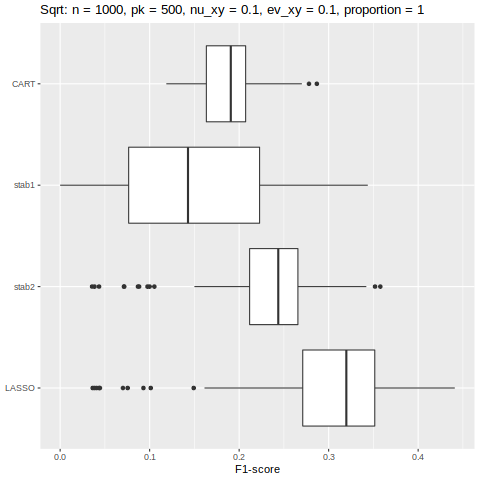 Sqrt: n = 1000, pk = 500, nu_xy = 0.1, ev_xy = 0.1, proportion = 1
CART
stab1
stab2
LASSO
0.0 0.1 0.2 0.3 0.4
F1-score